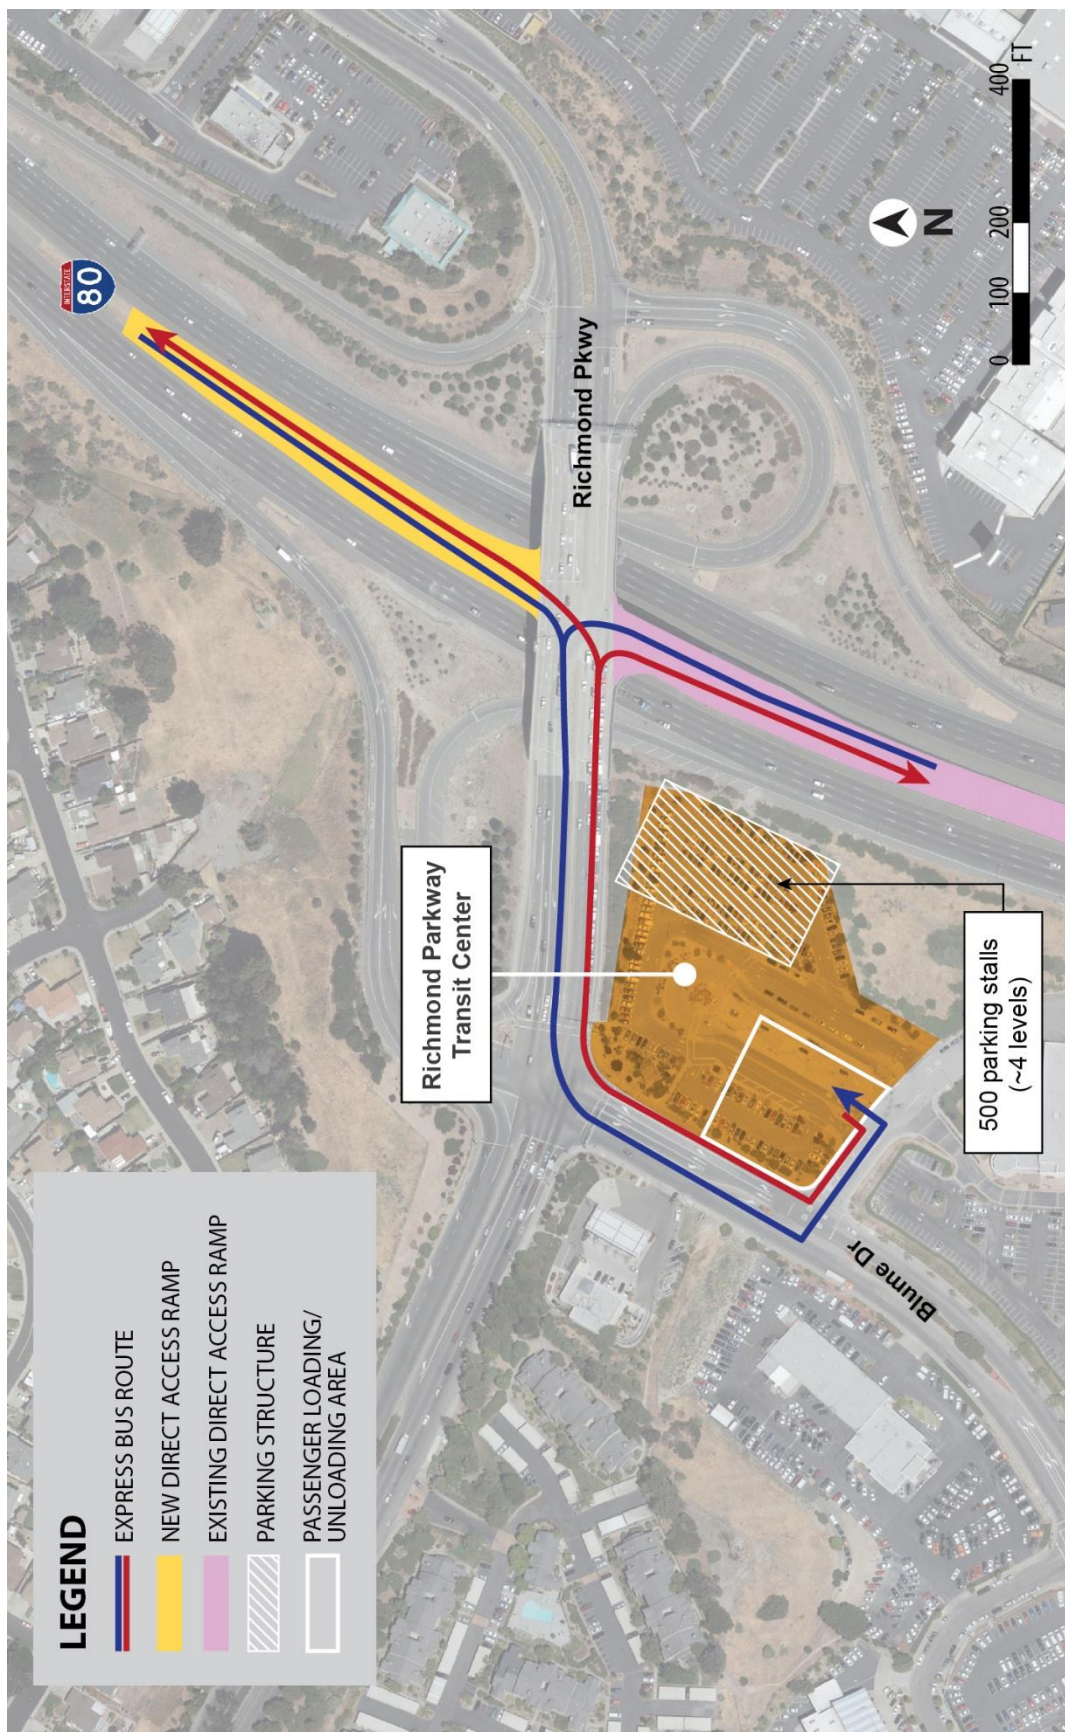 LEGEND
EXPRESS BUS ROUTE
NEW DIRECT ACCESS RAMP
EXISTING DIRECT ACCESS RAMP
PARKING STRUCTURE
PASSENGER LOADING/
UNLOADING AREA
INTERSTATE
80
Richmond Parkway
Transit Center
Richmond Pkwy
Blume Dr
500 parking stalls
(~4 levels)
N
0 100 200 400
FT